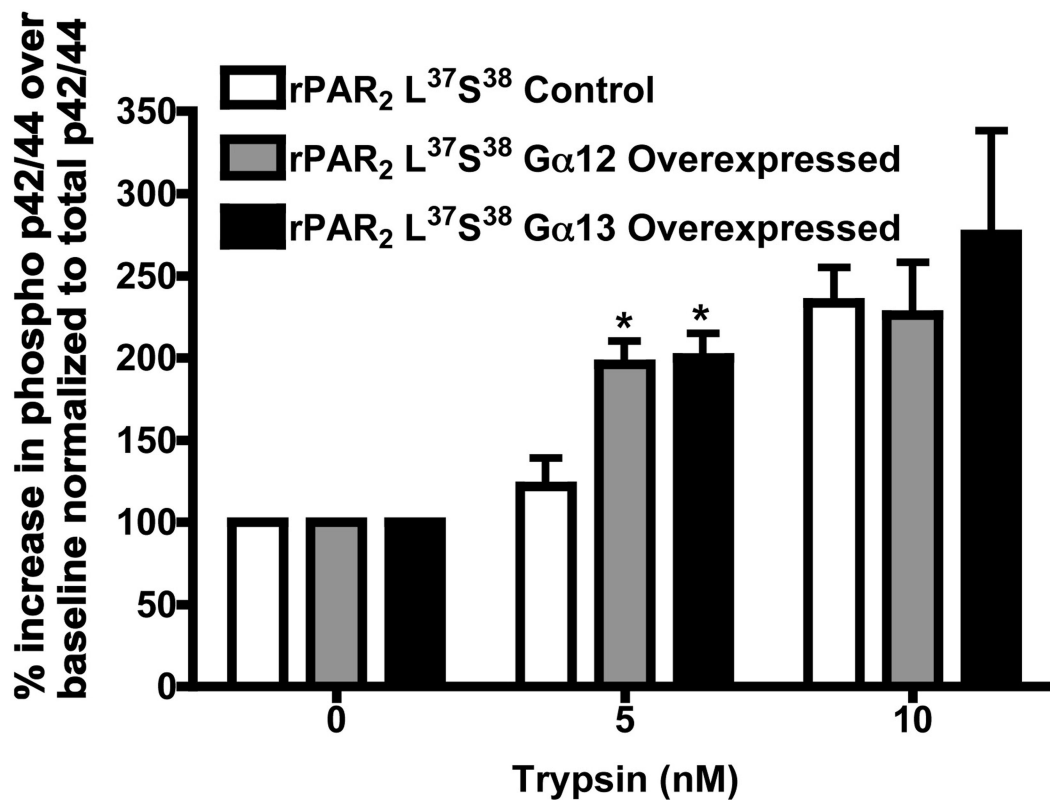 % increase in phospho p42/44 over
baseline normalized to total p42/44
rPAR₂ L³⁷S³⁸ Control
rPAR₂ L³⁷S³⁸ Gα12 Overexpressed
rPAR₂ L³⁷S³⁸ Gα13 Overexpressed
350
300
250
200
150
100
50
0
* *
0 5 10
Trypsin (nM)